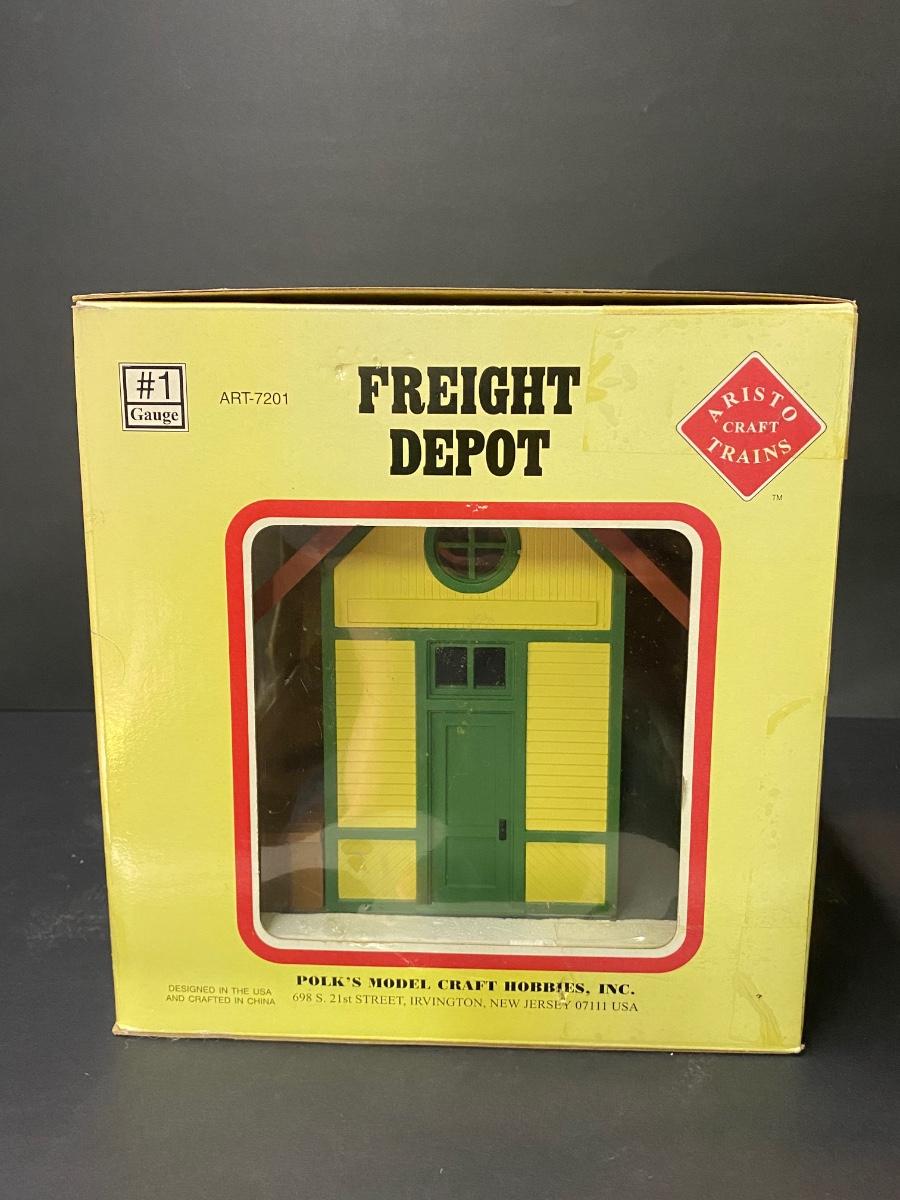 #1
Gauge
ART-7201
FREIGHT
DEPOT
ARISTO
CRAFT
TRAINS
TM
DESIGNED IN THE USA
AND CRAFTED IN CHINA
POLK'S MODEL CRAFT HOBBIES, INC.
698 S. 21st STREET, IRVINGTON, NEW JERSEY 07111 USA